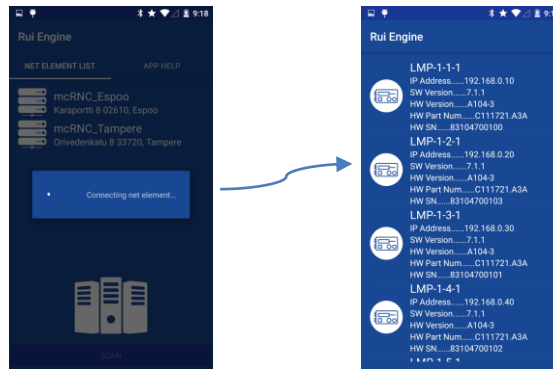 9:18
Rui Engine
NET ELEMENT LIST APP HELP
mcRNC_Espoo
Karaportti 8 02610, Espoo
mcRNC_Tampere
Orivedenkatu 8 33720, Tampere
Connecting net element...
SCAN
Rui Engine
LMP-1-1-1
IP Address......192.168.0.10
SW Version......7.1.1
HW Version......A104-3
HW Part Num......C111721.A3A
HW SN......83104700100
LMP-1-2-1
IP Address......192.168.0.20
SW Version......7.1.1
HW Version......A104-3
HW Part Num......C111721.A3A
HW SN......83104700103
LMP-1-3-1
IP Address......192.168.0.30
SW Version......7.1.1
HW Version......A104-3
HW Part Num......C111721.A3A
HW SN......83104700101
LMP-1-4-1
IP Address......192.168.0.40
SW Version......7.1.1
HW Version......A104-3
HW Part Num......C111721.A3A
HW SN......83104700102